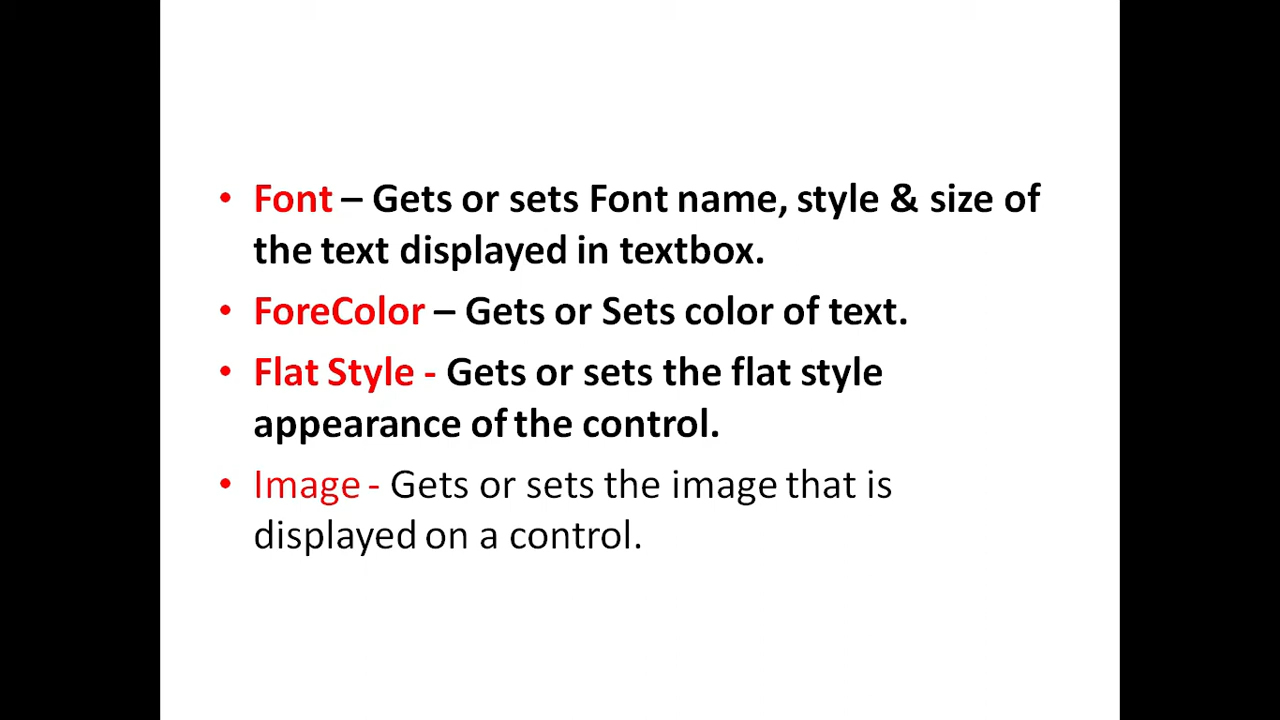 • Font – Gets or sets Font name, style & size of
the text displayed in textbox.
• ForeColor – Gets or Sets color of text.
• Flat Style - Gets or sets the flat style
appearance of the control.
• Image - Gets or sets the image that is
displayed on a control.